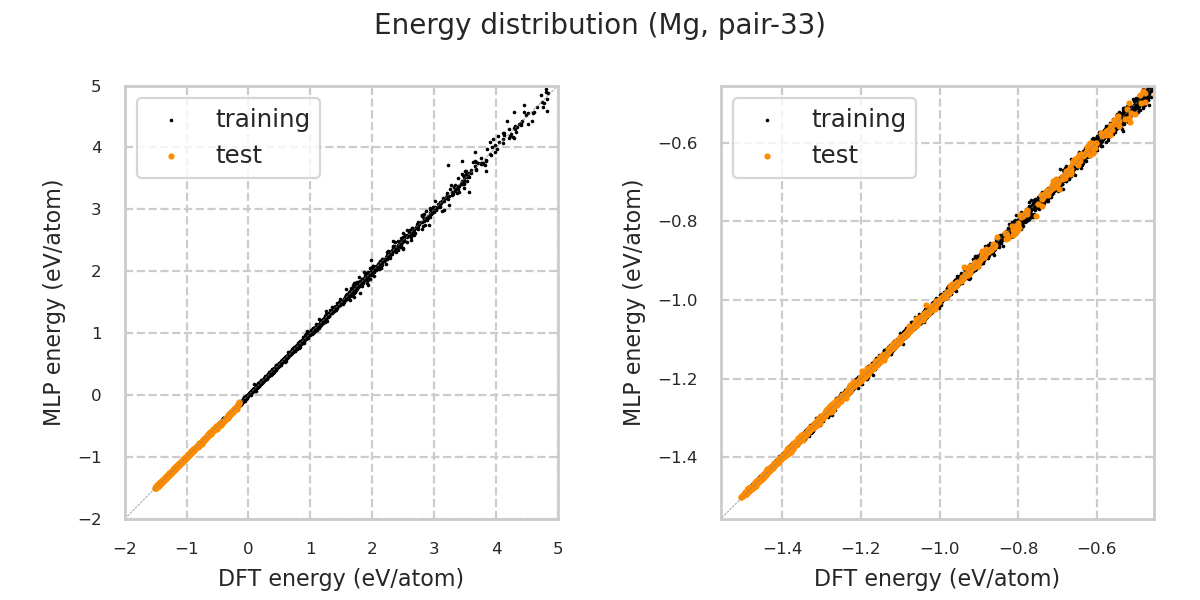 Energy distribution (Mg, pair-33)
training
test
5
4
3
2
1
0
−1
−2
−2
−1
0
1
2
3
4
5
DFT energy (eV/atom)
MLP energy (eV/atom)
training
test
−0.6
−0.8
−1.0
−1.2
−1.4
−1.4
−1.2
−1.0
−0.8
−0.6
DFT energy (eV/atom)
MLP energy (eV/atom)